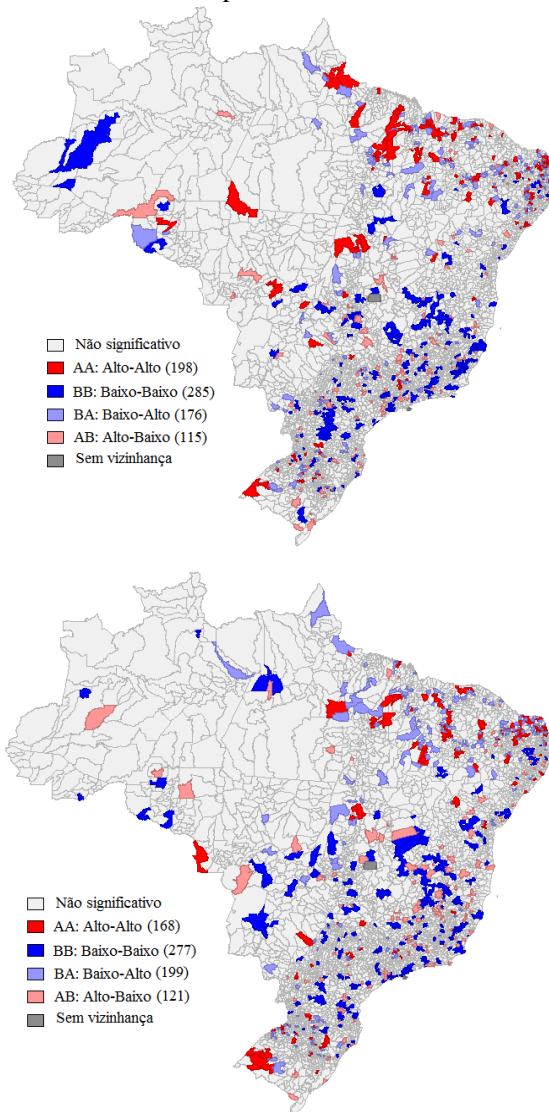 Não significativo
AA: Alto-Alto (198)
BB: Baixo-Baixo (285)
BA: Baixo-Alto (176)
AB: Alto-Baixo (115)
Sem vizinhança
Não significativo
AA: Alto-Alto (168)
BB: Baixo-Baixo (277)
BA: Baixo-Alto (199)
AB: Alto-Baixo (121)
Sem vizinhança